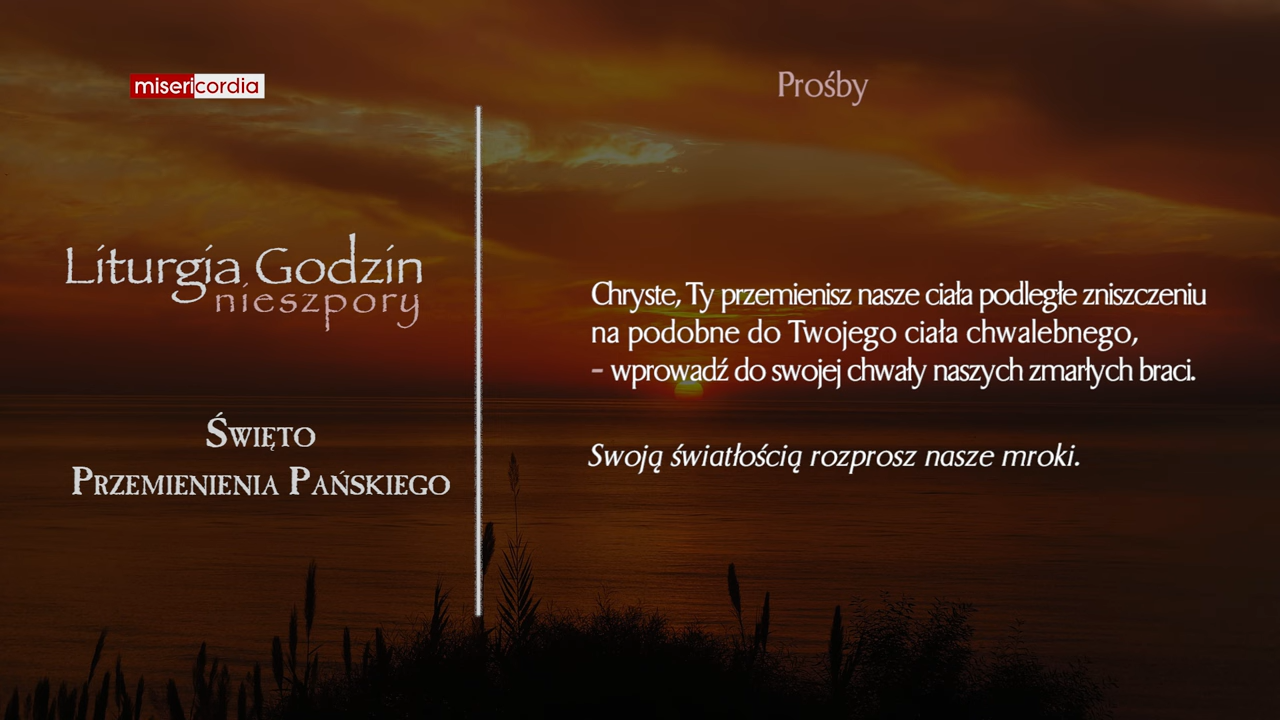 misericordia
Prośby
Liturgia Godzin
nieszpory
Święto
Przemienienia Pańskiego
Chryste, Ty przemienisz nasze ciała podległe zniszczeniu
na podobne do Twojego ciała chwalebnego,
- wprowadź do swojej chwały naszych zmarłych braci.
Swoją światłością rozprosz nasze mroki.